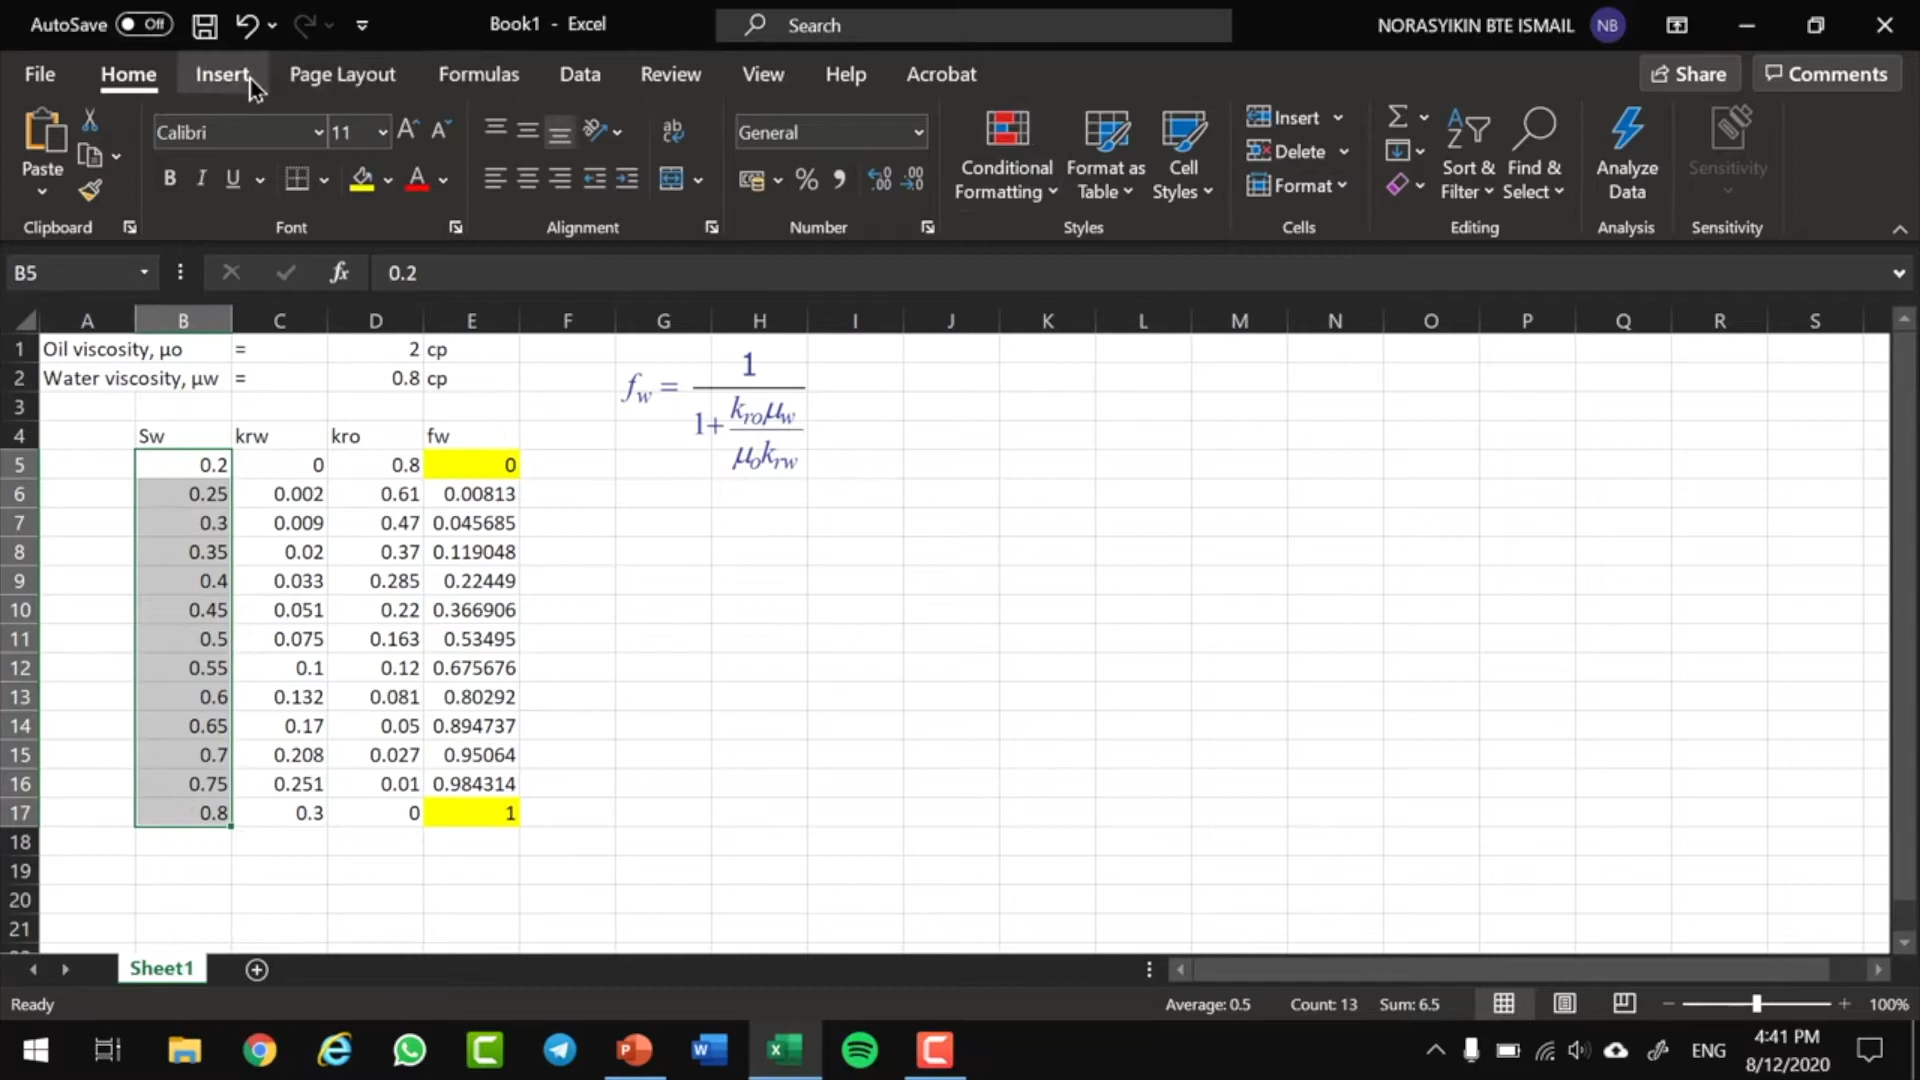 AutoSave Off Book1 - Excel Search NORASYIKIN BTE ISMAIL NB
File Home Insert Page Layout Formulas Data Review View Help Acrobat Share Comments
Calibri 11 General
Paste
B I U A
ab
% 
Conditional Formatting
Format as Table
Cell Styles
Insert
Delete
Format
Sort & Filter
Find & Select
Analyze Data
Sensitivity
Clipboard Font Alignment Number Styles Cells Editing Analysis Sensitivity
B5 fx 0.2
A B C D E F G H I J K L M N O P Q R S
1 Oil viscosity, μo = 2 cp
2 Water viscosity, μw = 0.8 cp
3
4 Sw krw kro fw
5 0.2 0 0.8 0
6 0.25 0.002 0.61 0.00813
7 0.3 0.009 0.47 0.045685
8 0.35 0.02 0.37 0.119048
9 0.4 0.033 0.285 0.22449
10 0.45 0.051 0.22 0.366906
11 0.5 0.075 0.163 0.53495
12 0.55 0.1 0.12 0.675676
13 0.6 0.132 0.081 0.80292
14 0.65 0.17 0.05 0.894737
15 0.7 0.208 0.027 0.95064
16 0.75 0.251 0.01 0.984314
17 0.8 0.3 0 1
18
19
20
21
fw = 1
1+ kroμw
μokrw
Sheet1
Ready Average: 0.5 Count: 13 Sum: 6.5 100%
ENG 4:41 PM
8/12/2020